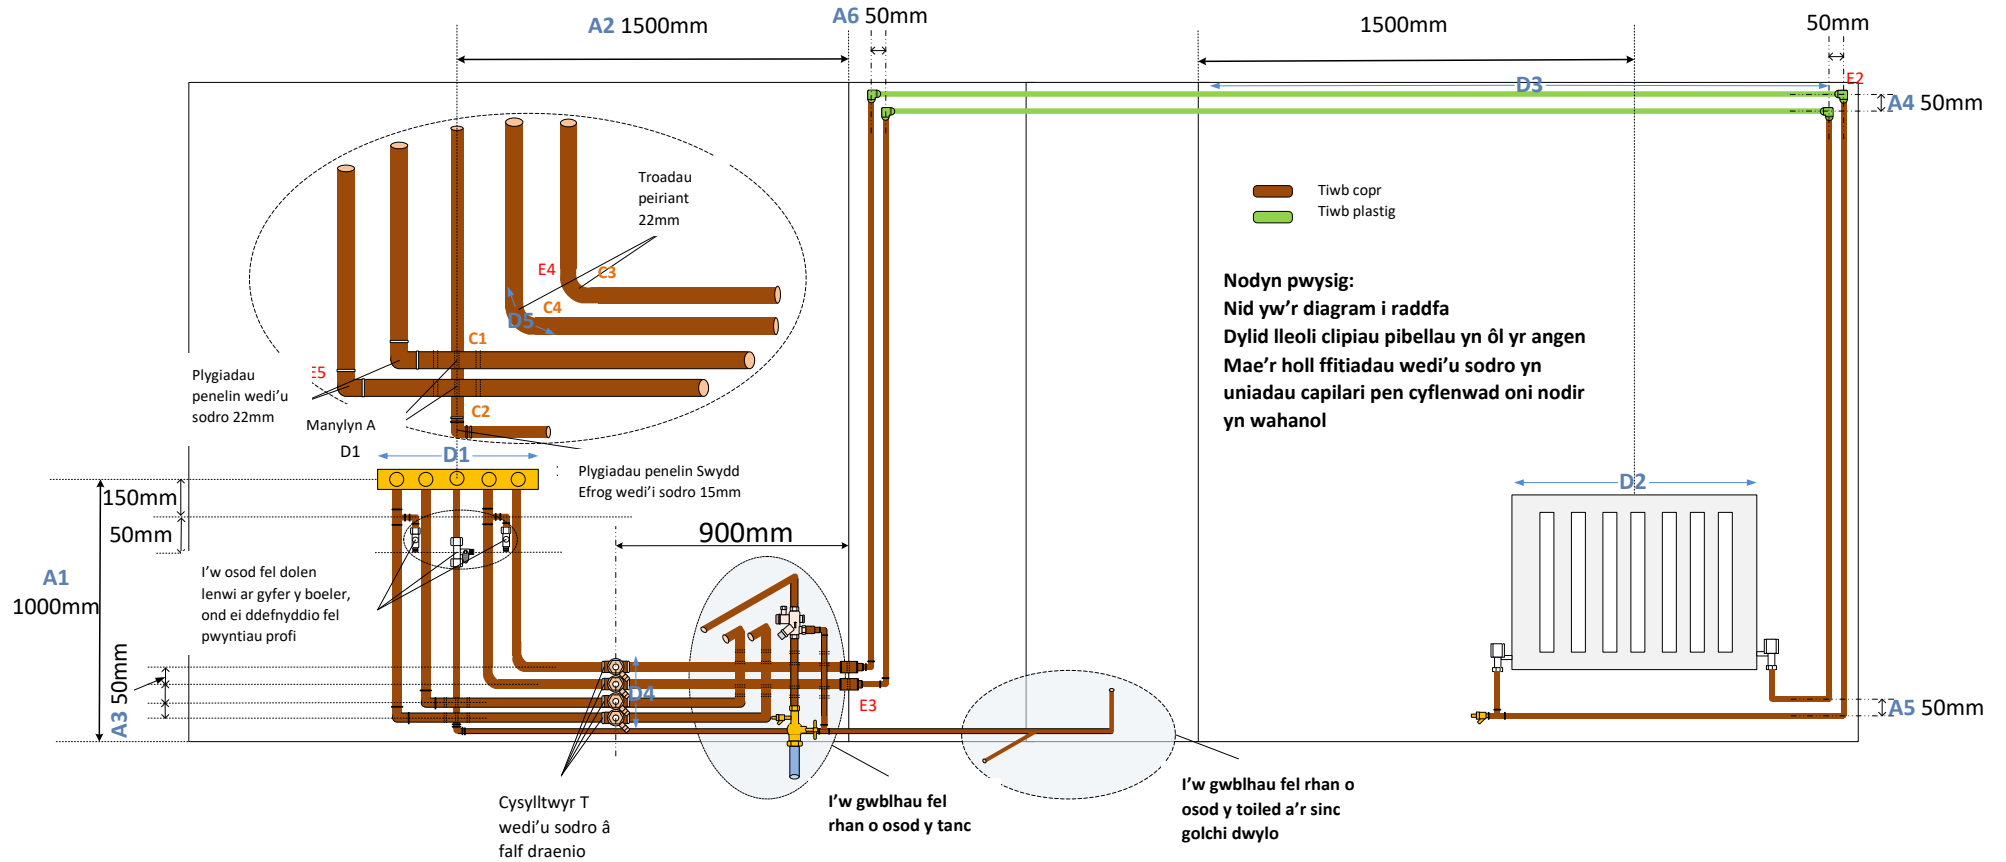 A2 1500mm
A6 50mm
1500mm
50mm
E2
D3
A4 50mm
Troadau
peiriant
22mm
E4
C3
C4
D5
C1
C2
Plygiadau
penelin wedi'u
sodro 22mm
Manylyn A
D1
D1
Plygiadau penelin Swydd
Efrog wedi'i sodro 15mm
Tiwb copr
Tiwb plastig
Nodyn pwysig:
Nid yw'r diagram i raddfa
Dylid lleoli clipiau pibellau yn ôl yr angen
Mae'r holl ffitiadau wedi'u sodro yn
uniadau capilari pen cyflenwad oni nodir
yn wahanol
150mm
50mm
A1
1000mm
I'w osod fel dolen
lenwi ar gyfer y boeler,
ond ei ddefnyddio fel
pwyntiau profi
900mm
D2
A3 50mm
D4
E3
A5 50mm
Cysylltwyr T
wedi'u sodro â
falf draenio
I'w gwblhau fel
rhan o osod y tanc
I'w gwblhau fel rhan o
osod y toiled a'r sinc
golchi dwylo